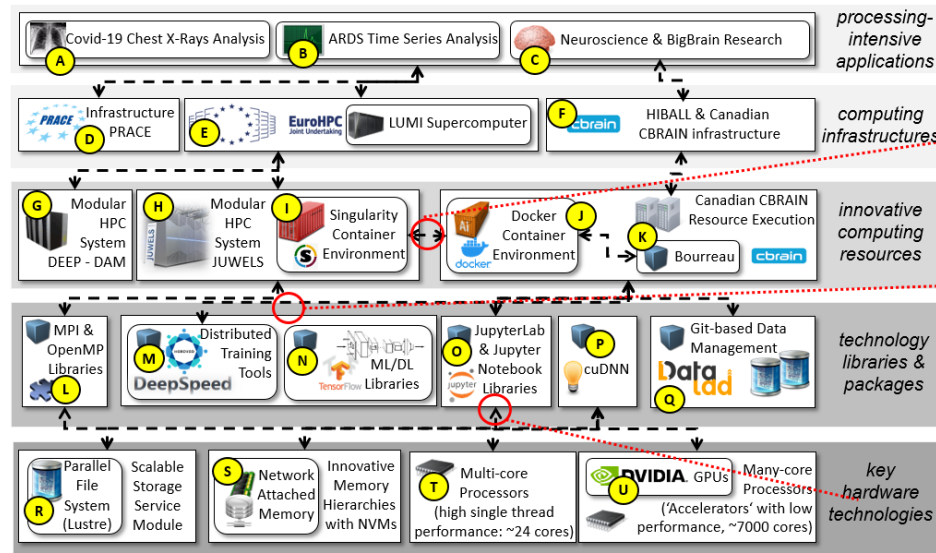 processing-
intensive
applications
Covid-19 Chest X-Rays Analysis
A
ARDS Time Series Analysis
B
Neuroscience & BigBrain Research
C
computing
infrastructures
PRACE
Infrastructure
PRACE
D
E
EuroHPC
Joint Undertaking
LUMI Supercomputer
F
cbrain
HIBALL & Canadian
CBRAIN infrastructure
innovative
computing
resources
G
Modular
HPC
System
DEEP - DAM
H
JUWELS
Modular
HPC
System
JUWELS
I
Singularity
Container
Environment
S
Ai
docker
Docker
Container
Environment
J
Canadian CBRAIN
Resource Execution
K
Bourreau
cbrain
technology
libraries &
packages
MPI &
OpenMP
Libraries
L
M
HOROVOD
Distributed
Training
Tools
DeepSpeed
N
TensorFlow
ML/DL
Libraries
O
jupyter
JupyterLab
& Jupyter
Notebook
Libraries
P
cuDNN
Git-based Data
Management
DataLad
Q
key
hardware
technologies
R
Parallel
File
System
(Lustre)
Scalable
Storage
Service
Module
S
Network
Attached
Memory
Innovative
Memory
Hierarchies
with NVMs
T
Multi-core
Processors
(high single thread
performance: ~24 cores)
NVIDIA. GPUs
U
Many-core
Processors
('Accelerators' with low
performance, ~7000 cores)